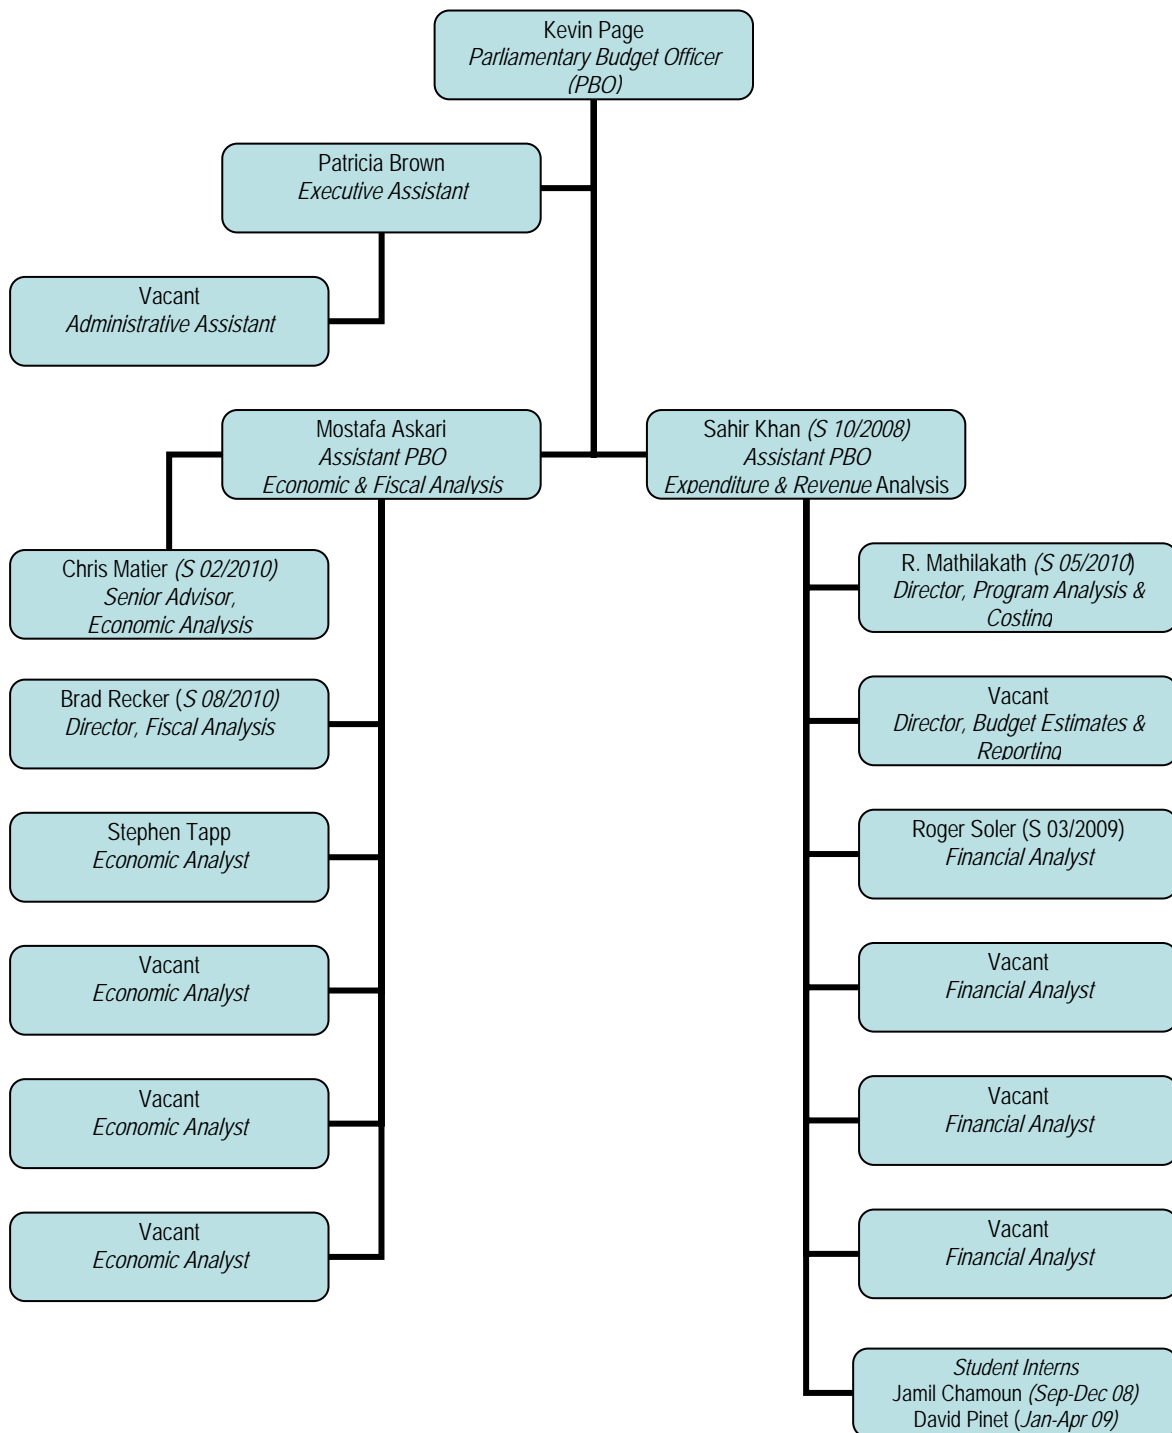 Kevin Page
Parliamentary Budget Officer
(PBO)
Patricia Brown
Executive Assistant
Vacant
Administrative Assistant
Mostafa Askari
Assistant PBO
Economic & Fiscal Analysis
Sahir Khan (S 10/2008)
Assistant PBO
Expenditure & Revenue Analysis
Chris Matier (S 02/2010)
Senior Advisor,
Economic Analysis
Brad Recker (S 08/2010)
Director, Fiscal Analysis
Stephen Tapp
Economic Analyst
Vacant
Economic Analyst
Vacant
Economic Analyst
Vacant
Economic Analyst
R. Mathilakath (S 05/2010)
Director, Program Analysis &
Costing
Vacant
Director, Budget Estimates &
Reporting
Roger Soler (S 03/2009)
Financial Analyst
Vacant
Financial Analyst
Vacant
Financial Analyst
Vacant
Financial Analyst
Student Interns
Jamil Chamoun (Sep-Dec 08)
David Pinet (Jan-Apr 09)